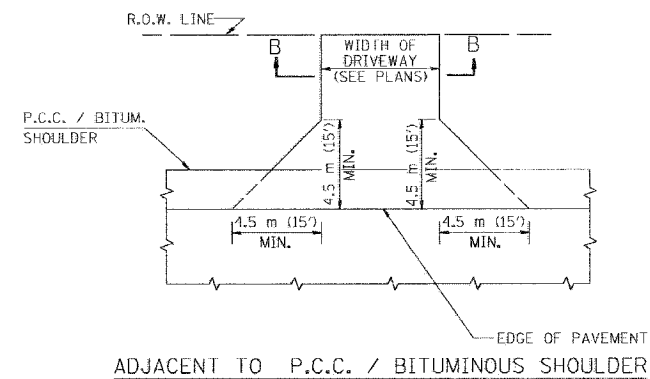 R.O.W. LINE
B
WIDTH OF
DRIVEWAY
(SEE PLANS)
B
P.C.C. / BITUM.
SHOULDER
4.5 m (15')
MIN.
4.5 m (15')
MIN.
4.5 m (15')
MIN.
4.5 m (15')
MIN.
EDGE OF PAVEMENT
ADJACENT TO P.C.C. / BITUMINOUS SHOULDER